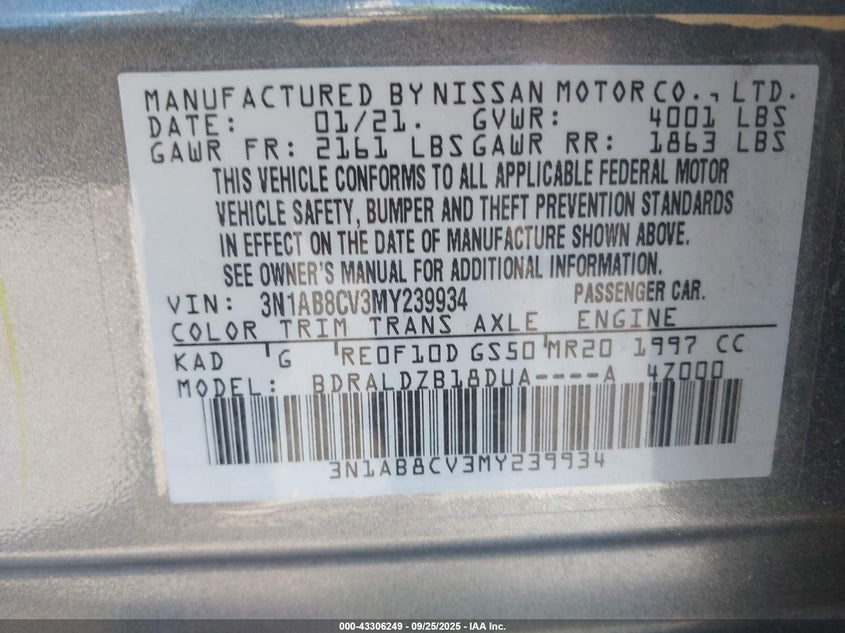 MANUFACTURED BY NISSAN MOTOR CO., LTD.
DATE: 01/21. GVWR: 4001 LBS
GAWR FR: 2161 LBS GAWR RR: 1863 LBS
THIS VEHICLE CONFORMS TO ALL APPLICABLE FEDERAL MOTOR
VEHICLE SAFETY, BUMPER AND THEFT PREVENTION STANDARDS
IN EFFECT ON THE DATE OF MANUFACTURE SHOWN ABOVE.
SEE OWNER'S MANUAL FOR ADDITIONAL INFORMATION.
VIN: 3N1AB8CV3MY239934 PASSENGER CAR.
COLOR TRIM TRANS AXLE ENGINE
KAD G RE0F10D GS50 MR20 1997 CC
MODEL: BDRALDZB18DUA----A 4Z000
3N1AB8CV3MY239934
000-43306249 - 09/25/2025 - IAA Inc.